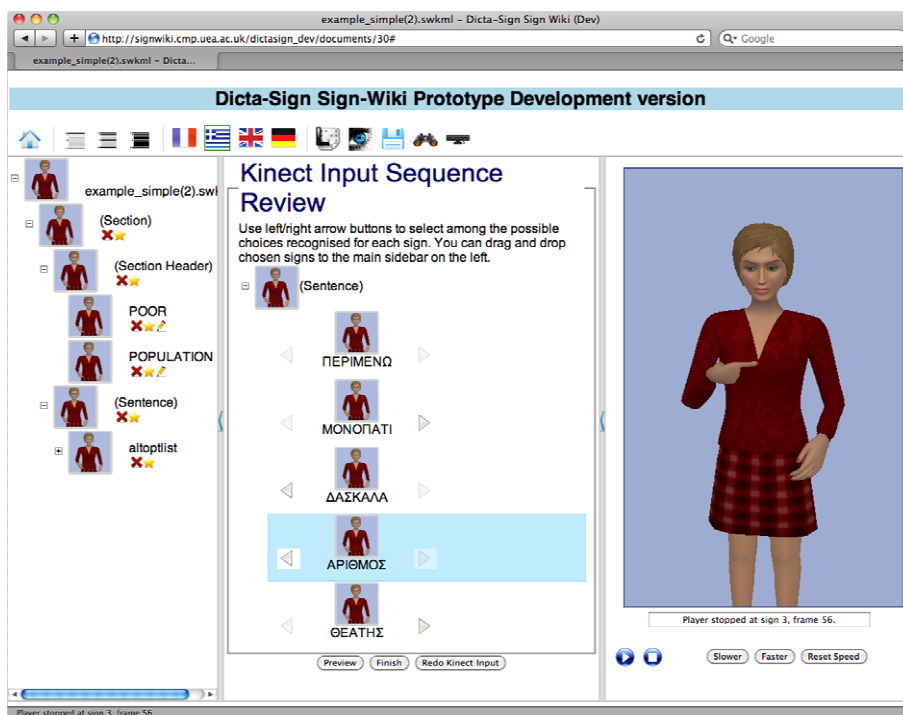 example_simple(2).swkml – Dicta-Sign Sign Wiki (Dev)
http://signwiki.cmp.uea.ac.uk/dictasign_dev/documents/30#
Google
example_simple(2).swkml – Dicta...
Dicta-Sign Sign-Wiki Prototype Development version
example_simple(2).swk
(Section)
(Section Header)
POOR
POPULATION
(Sentence)
altoptlist
Kinect Input Sequence
Review
Use left/right arrow buttons to select among the possible
choices recognised for each sign. You can drag and drop
chosen signs to the main sidebar on the left.
(Sentence)
ΠΕΡΙΜΕΝΩ
ΜΟΝΟΠΑΤΙ
ΔΑΣΚΑΛΑ
ΑΡΙΘΜΟΣ
ΘΕΑΤΗΣ
Preview Finish Redo Kinect Input
Player stopped at sign 3, frame 56.
Slower Faster Reset Speed
Player stopped at sign 3, frame 56.